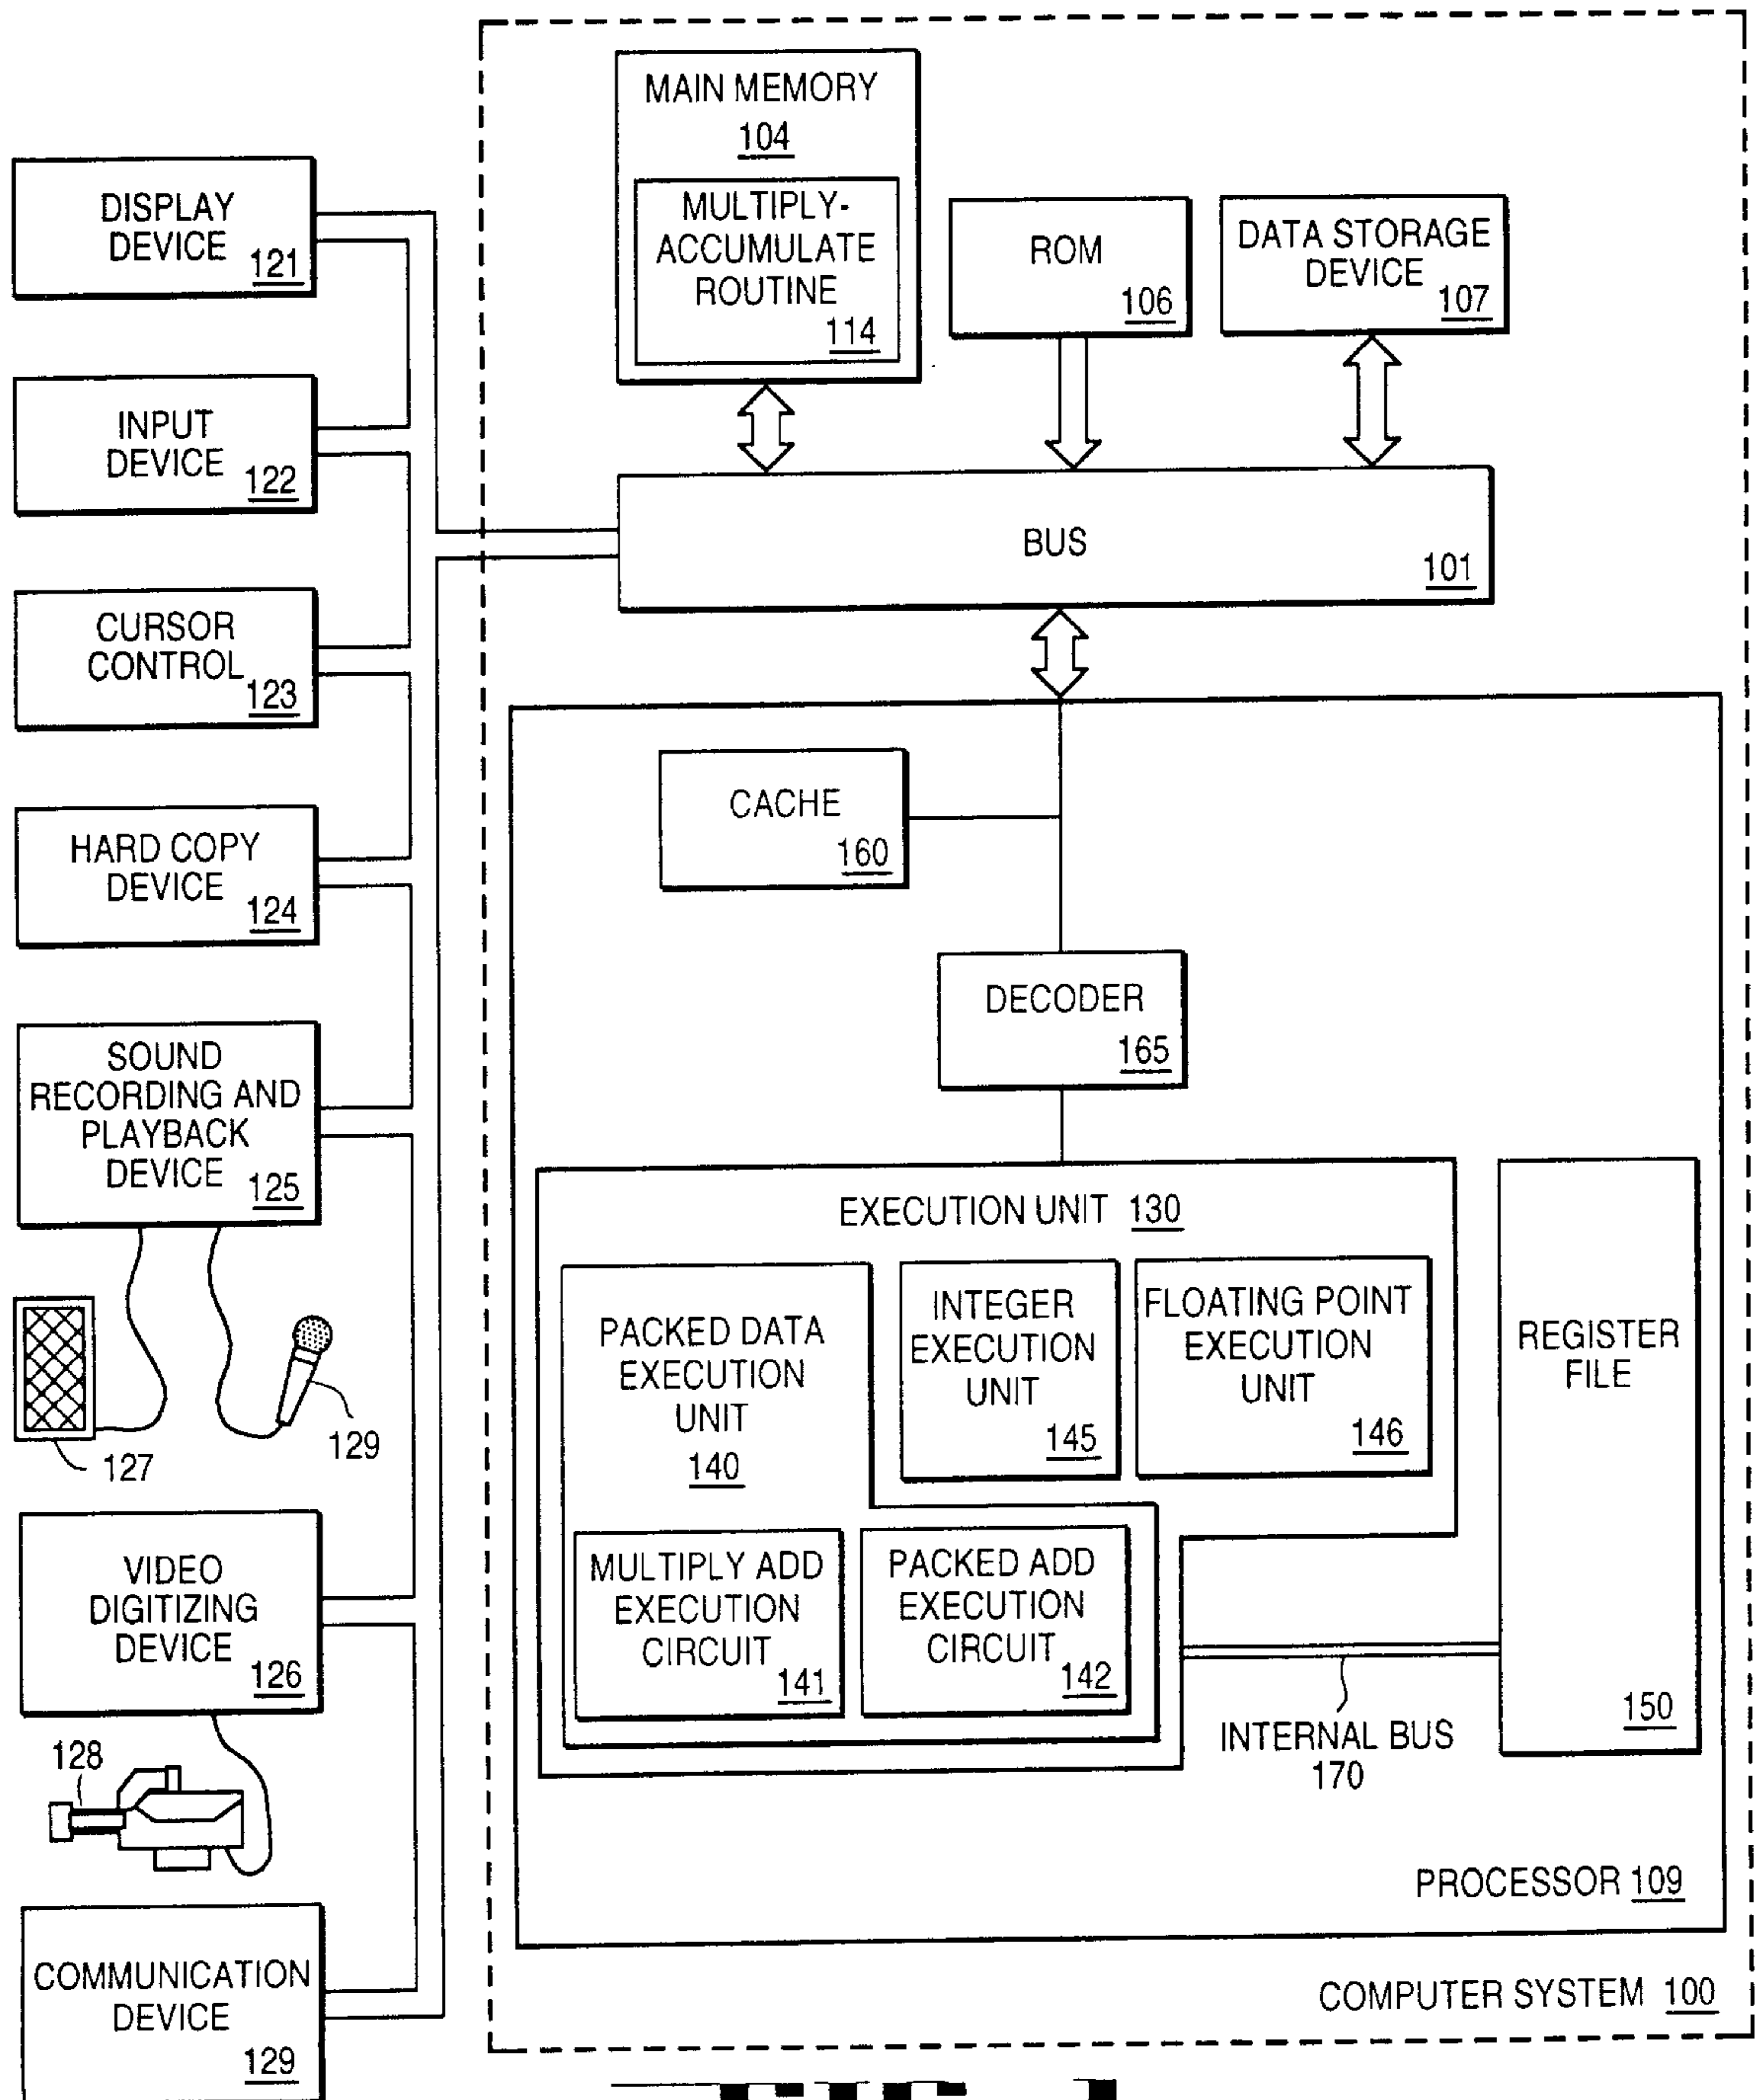 MAIN MEMORY
104
MULTIPLY-
ACCUMULATE
ROUTINE
114
ROM
106
DATA STORAGE
DEVICE
107
DISPLAY
DEVICE
121
INPUT
DEVICE
122
CURSOR
CONTROL
123
HARD COPY
DEVICE
124
SOUND
RECORDING AND
PLAYBACK
DEVICE
125
127
129
VIDEO
DIGITIZING
DEVICE
126
128
COMMUNICATION
DEVICE
129
BUS
101
CACHE
160
DECODER
165
EXECUTION UNIT 130
PACKED DATA
EXECUTION
UNIT
140
INTEGER
EXECUTION
UNIT
145
FLOATING POINT
EXECUTION
UNIT
146
MULTIPLY ADD
EXECUTION
CIRCUIT
141
PACKED ADD
EXECUTION
CIRCUIT
142
REGISTER
FILE
150
INTERNAL BUS
170
PROCESSOR 109
COMPUTER SYSTEM 100